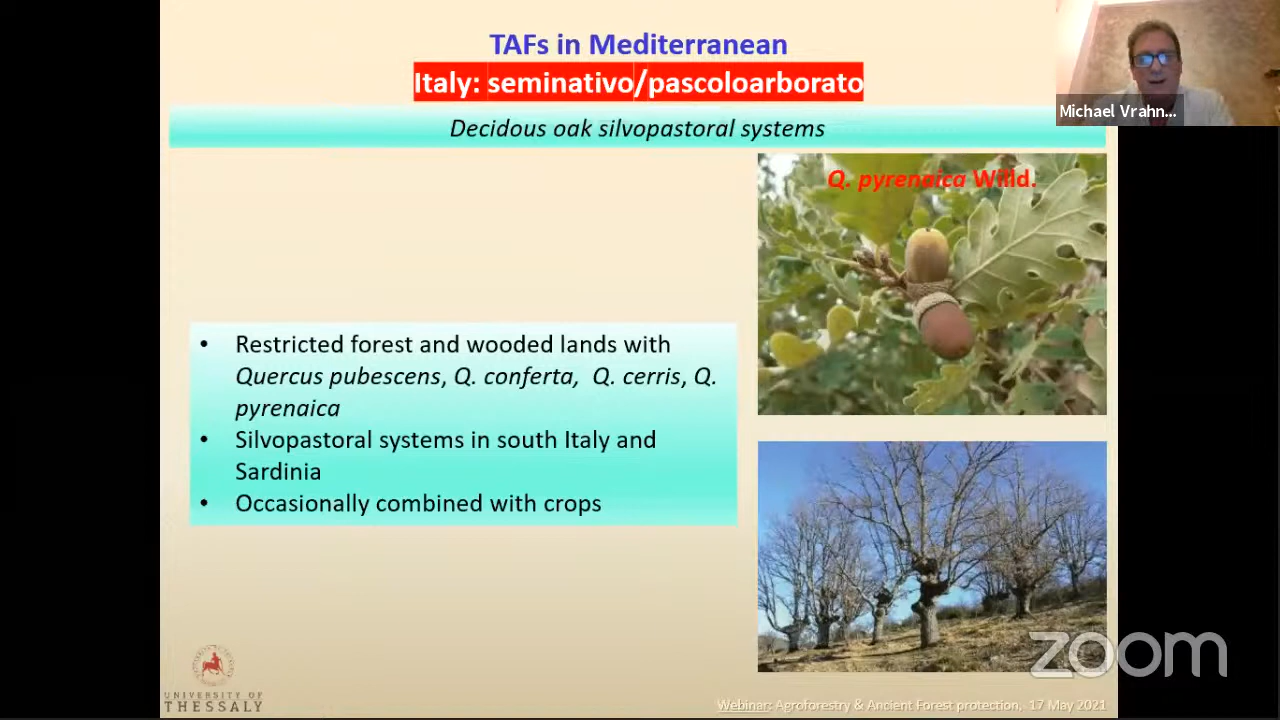 TAFs in Mediterranean
Italy: seminativo/pascoloarborato
Michael Vrahn...
Decidous oak silvopastoral systems
Q. pyrenaica Willd.
• Restricted forest and wooded lands with
Quercus pubescens, Q. conferta, Q. cerris, Q.
pyrenaica
• Silvopastoral systems in south Italy and
Sardinia
• Occasionally combined with crops
zoom
UNIVERSITY OF
THESSALY
Webinar: Agroforestry & Ancient Forest protection, 17 May 2021